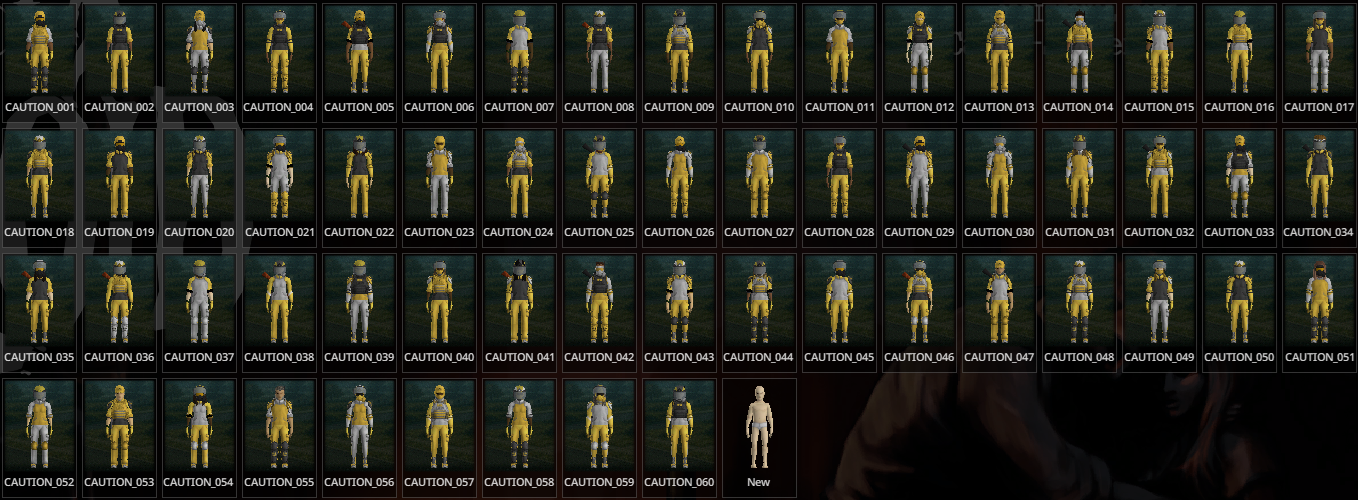 CAUTION_001 CAUTION_002 CAUTION_003 CAUTION_004 CAUTION_005 CAUTION_006 CAUTION_007 CAUTION_008 CAUTION_009 CAUTION_010 CAUTION_011 CAUTION_012 CAUTION_013 CAUTION_014 CAUTION_015 CAUTION_016 CAUTION_017
CAUTION_018 CAUTION_019 CAUTION_020 CAUTION_021 CAUTION_022 CAUTION_023 CAUTION_024 CAUTION_025 CAUTION_026 CAUTION_027 CAUTION_028 CAUTION_029 CAUTION_030 CAUTION_031 CAUTION_032 CAUTION_033 CAUTION_034
CAUTION_035 CAUTION_036 CAUTION_037 CAUTION_038 CAUTION_039 CAUTION_040 CAUTION_041 CAUTION_042 CAUTION_043 CAUTION_044 CAUTION_045 CAUTION_046 CAUTION_047 CAUTION_048 CAUTION_049 CAUTION_050 CAUTION_051
CAUTION_052 CAUTION_053 CAUTION_054 CAUTION_055 CAUTION_056 CAUTION_057 CAUTION_058 CAUTION_059 CAUTION_060 New